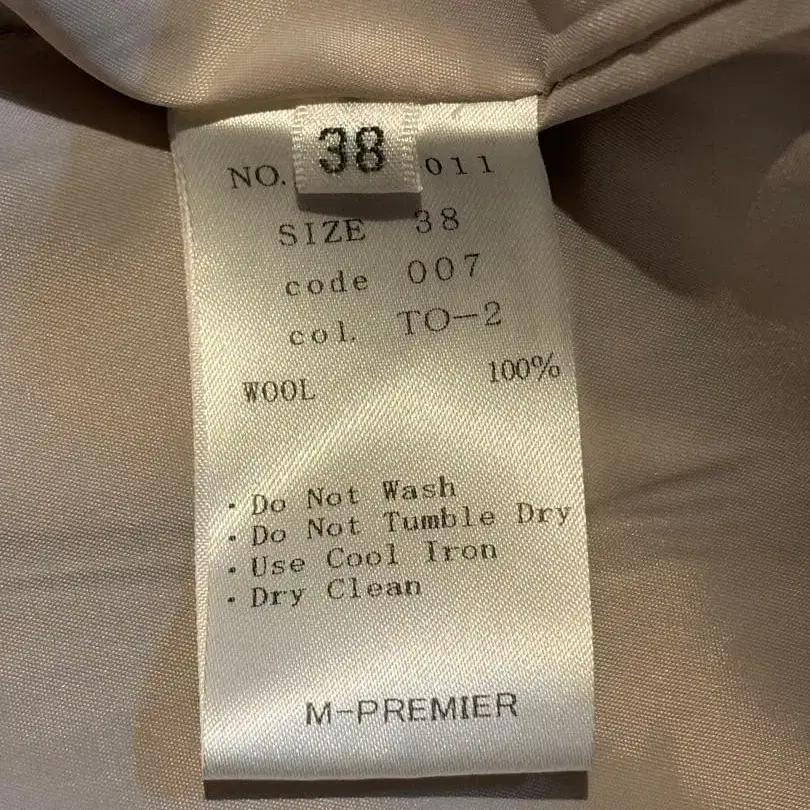 38
NO. 011
SIZE 38
code 007
col. TO-2
WOOL 100%
・Do Not Wash
・Do Not Tumble Dry
・Use Cool Iron
・Dry Clean
M-PREMIER